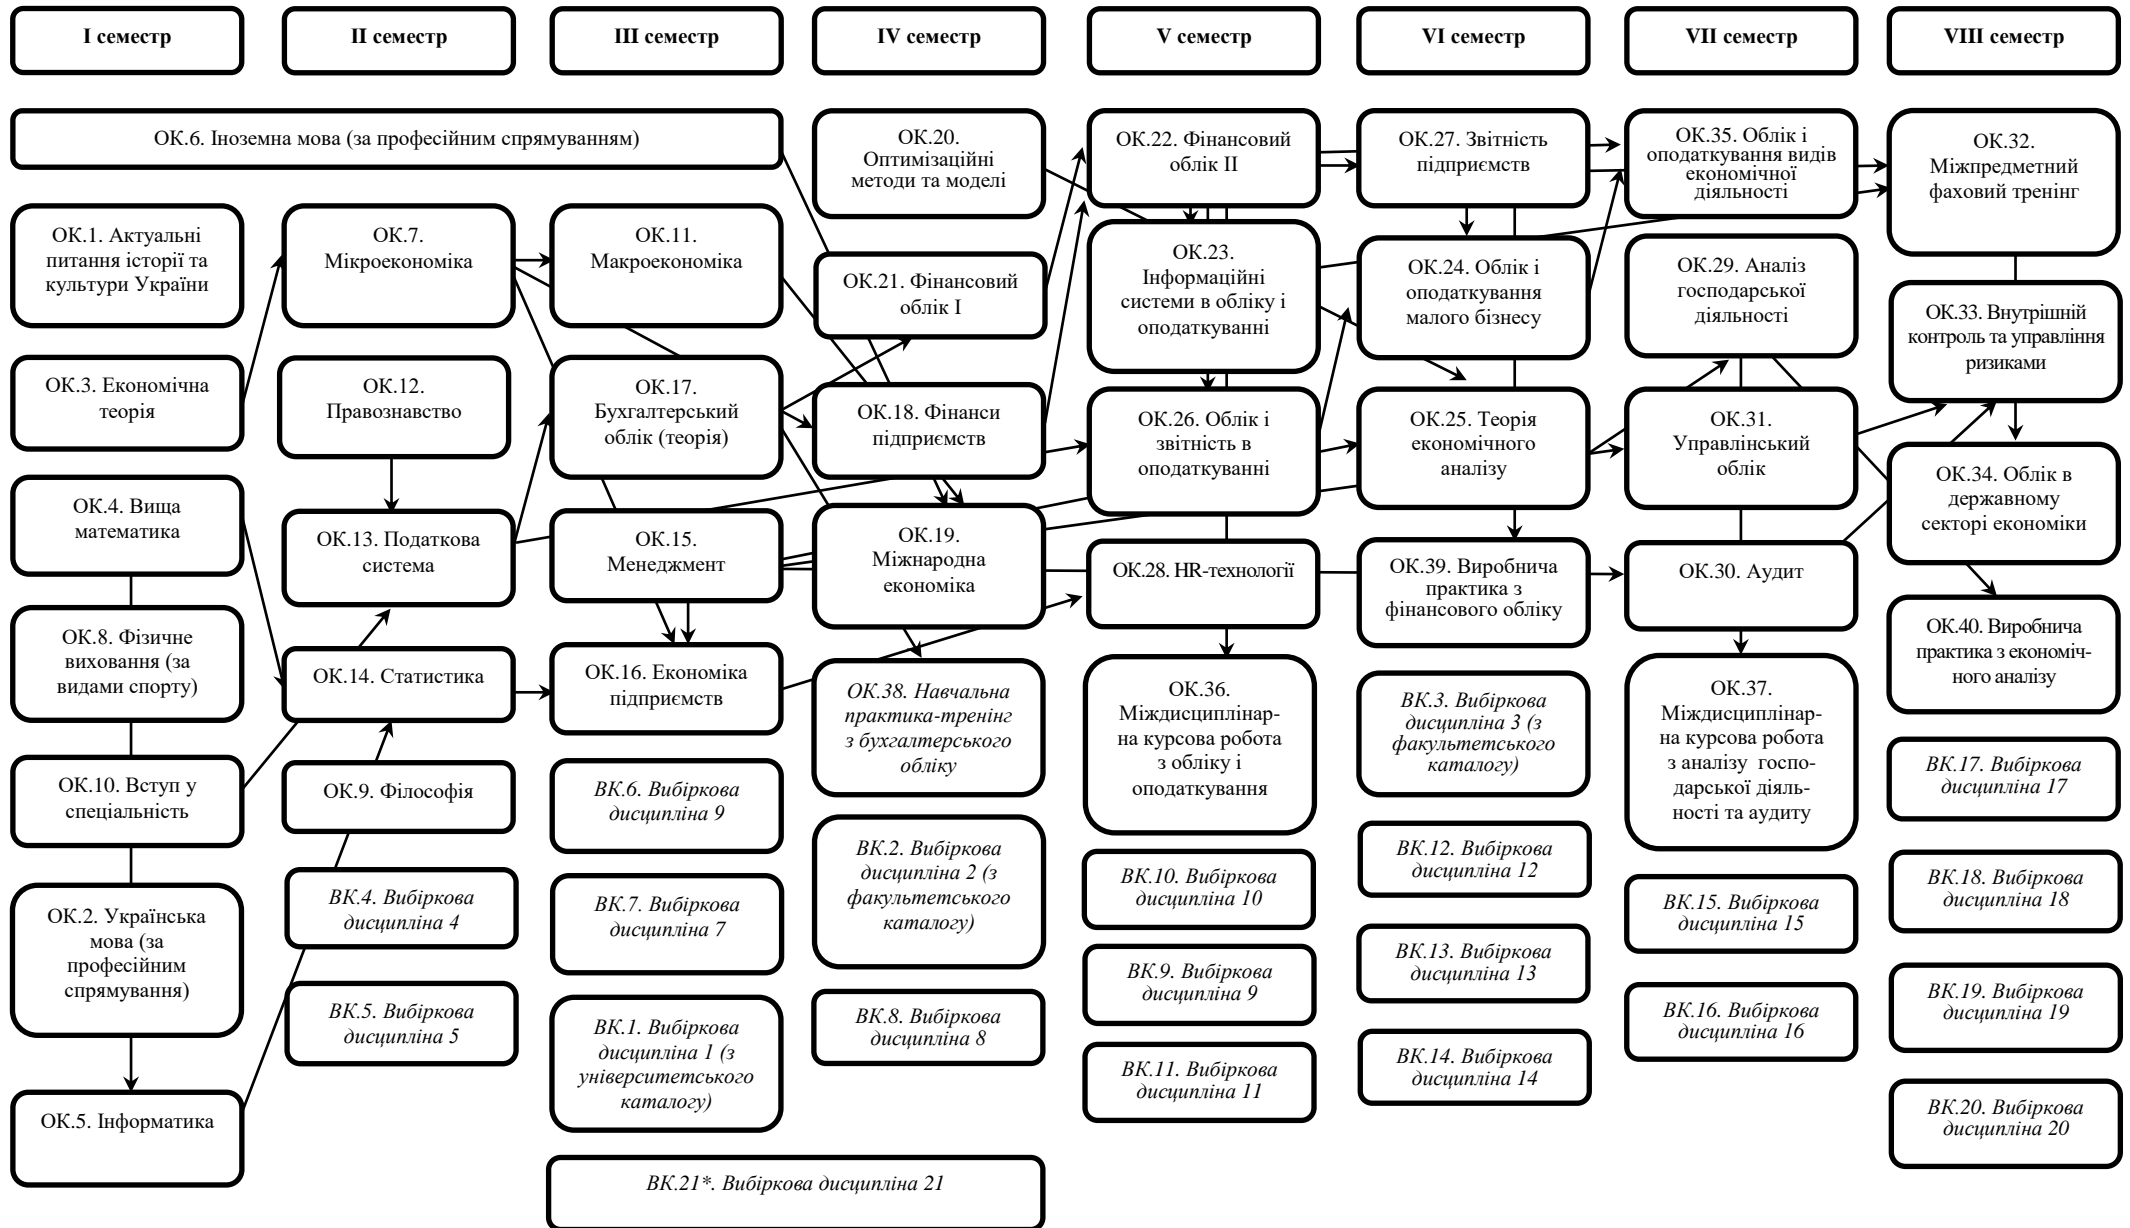 I семестр
II семестр
III семестр
IV семестр
V семестр
VI семестр
VII семестр
VIII семестр
ОК.6. Іноземна мова (за професійним спрямуванням)
ОК.1. Актуальні
питання історії та
культури України
ОК.3. Економічна
теорія
ОК.4. Вища
математика
ОК.8. Фізичне
виховання (за
видами спорту)
ОК.10. Вступ у
спеціальність
ОК.2. Українська
мова (за
професійним
спрямування)
ОК.5. Інформатика
ОК.7.
Мікроекономіка
ОК.12.
Правознавство
ОК.13. Податкова
система
ОК.14. Статистика
ОК.9. Філософія
ВК.4. Вибіркова
дисципліна 4
ВК.5. Вибіркова
дисципліна 5
ОК.11.
Макроекономіка
ОК.17.
Бухгалтерський
облік (теорія)
ОК.15.
Менеджмент
ОК.16. Економіка
підприємств
ВК.6. Вибіркова
дисципліна 9
ВК.7. Вибіркова
дисципліна 7
ВК.1. Вибіркова
дисципліна 1 (з
університетського
каталогу)
ВК.21*. Вибіркова дисципліна 21
ОК.20.
Оптимізаційні
методи та моделі
ОК.21. Фінансовий
облік I
ОК.18. Фінанси
підприємств
ОК.19.
Міжнародна
економіка
ОК.38. Навчальна
практика-тренінг
з бухгалтерського
обліку
ВК.2. Вибіркова
дисципліна 2 (з
факультетського
каталогу)
ВК.8. Вибіркова
дисципліна 8
ОК.22. Фінансовий
облік II
ОК.23.
Інформаційні
системи в обліку і
оподаткуванні
ОК.26. Облік і
звітність в
оподаткуванні
ОК.28. HR-технології
ОК.36.
Міждисциплінар-
на курсова робота
з обліку і
оподаткування
ВК.10. Вибіркова
дисципліна 10
ВК.9. Вибіркова
дисципліна 9
ВК.11. Вибіркова
дисципліна 11
ОК.27. Звітність
підприємств
ОК.24. Облік і
оподаткування
малого бізнесу
ОК.25. Теорія
економічного
аналізу
ОК.39. Виробнича
практика з
фінансового обліку
ВК.3. Вибіркова
дисципліна 3 (з
факультетського
каталогу)
ВК.12. Вибіркова
дисципліна 12
ВК.13. Вибіркова
дисципліна 13
ВК.14. Вибіркова
дисципліна 14
ОК.35. Облік і
оподаткування видів
економічної
діяльності
ОК.29. Аналіз
господарської
діяльності
ОК.31.
Управлінський
облік
ОК.30. Аудит
ОК.37.
Міждисциплінар-
на курсова робота
з аналізу госпо-
дарської діяль-
ності та аудиту
ВК.15. Вибіркова
дисципліна 15
ВК.16. Вибіркова
дисципліна 16
ОК.32.
Міжпредметний
фаховий тренінг
ОК.33. Внутрішній
контроль та управління
ризиками
ОК.34. Облік в
державному
секторі економіки
ОК.40. Виробнича
практика з економіч-
ного аналізу
ВК.17. Вибіркова
дисципліна 17
ВК.18. Вибіркова
дисципліна 18
ВК.19. Вибіркова
дисципліна 19
ВК.20. Вибіркова
дисципліна 20